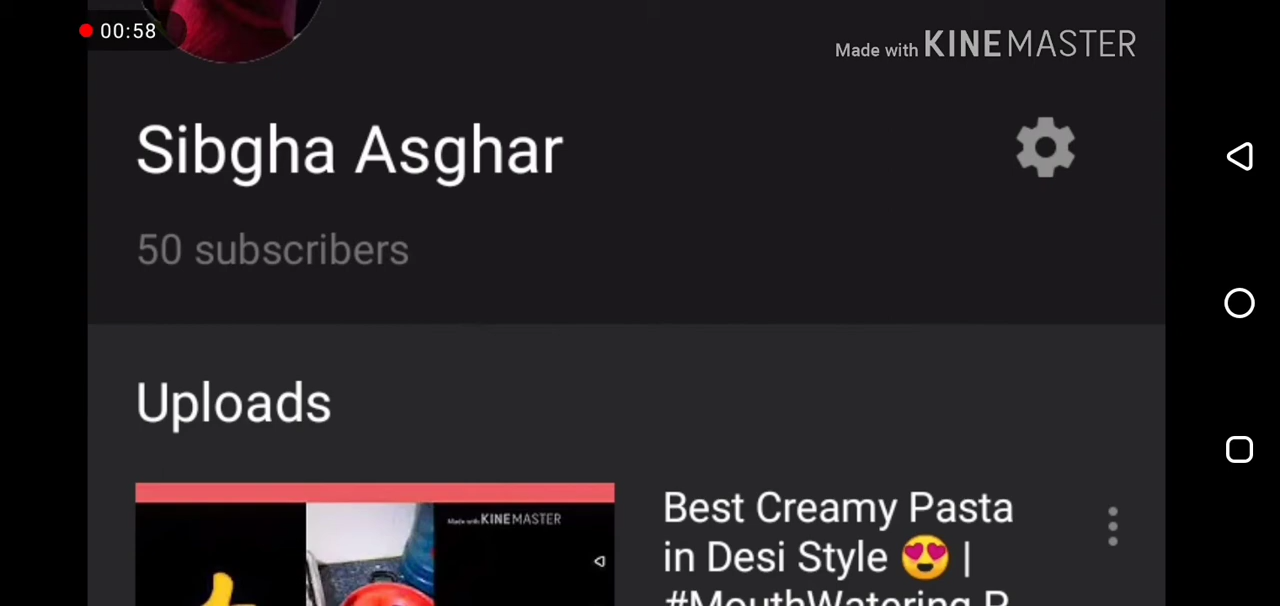 00:58
Made with KINEMASTER
Sibgha Asghar
50 subscribers
Uploads
Made with KINEMASTER
Best Creamy Pasta
in Desi Style 😍 |
#MouthWatering P